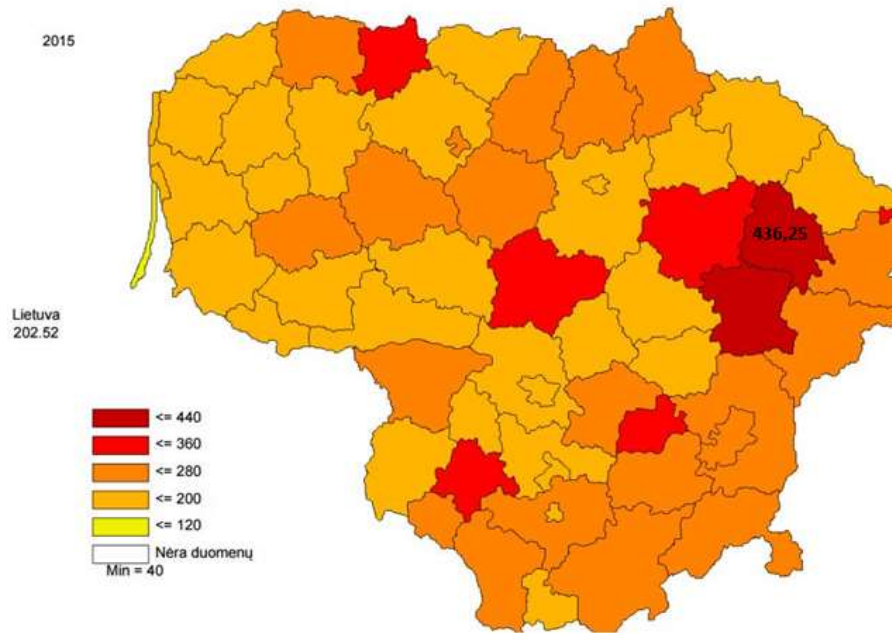 2015
436,25
Lietuva
202.52
<= 440
<= 360
<= 280
<= 200
<= 120
Nėra duomenų
Min = 40